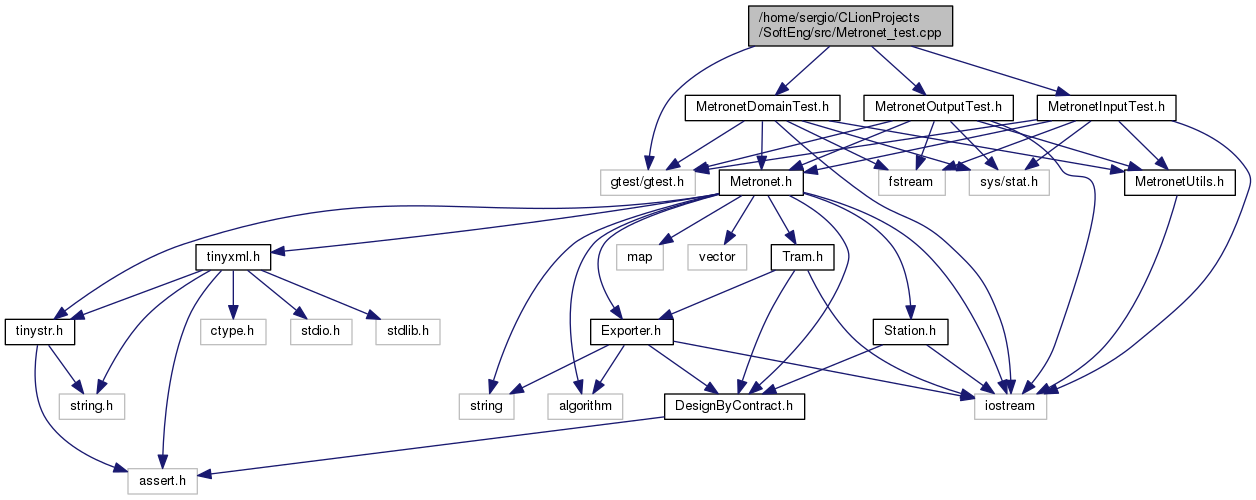 /home/sergio/CLionProjects
/SoftEng/src/Metronet_test.cpp
MetronetDomainTest.h
MetronetOutputTest.h
MetronetInputTest.h
gtest/gtest.h
Metronet.h
fstream
sys/stat.h
MetronetUtils.h
tinyxml.h
map
vector
Tram.h
tinystr.h
ctype.h
stdio.h
stdlib.h
Exporter.h
Station.h
string.h
string
algorithm
DesignByContract.h
iostream
assert.h